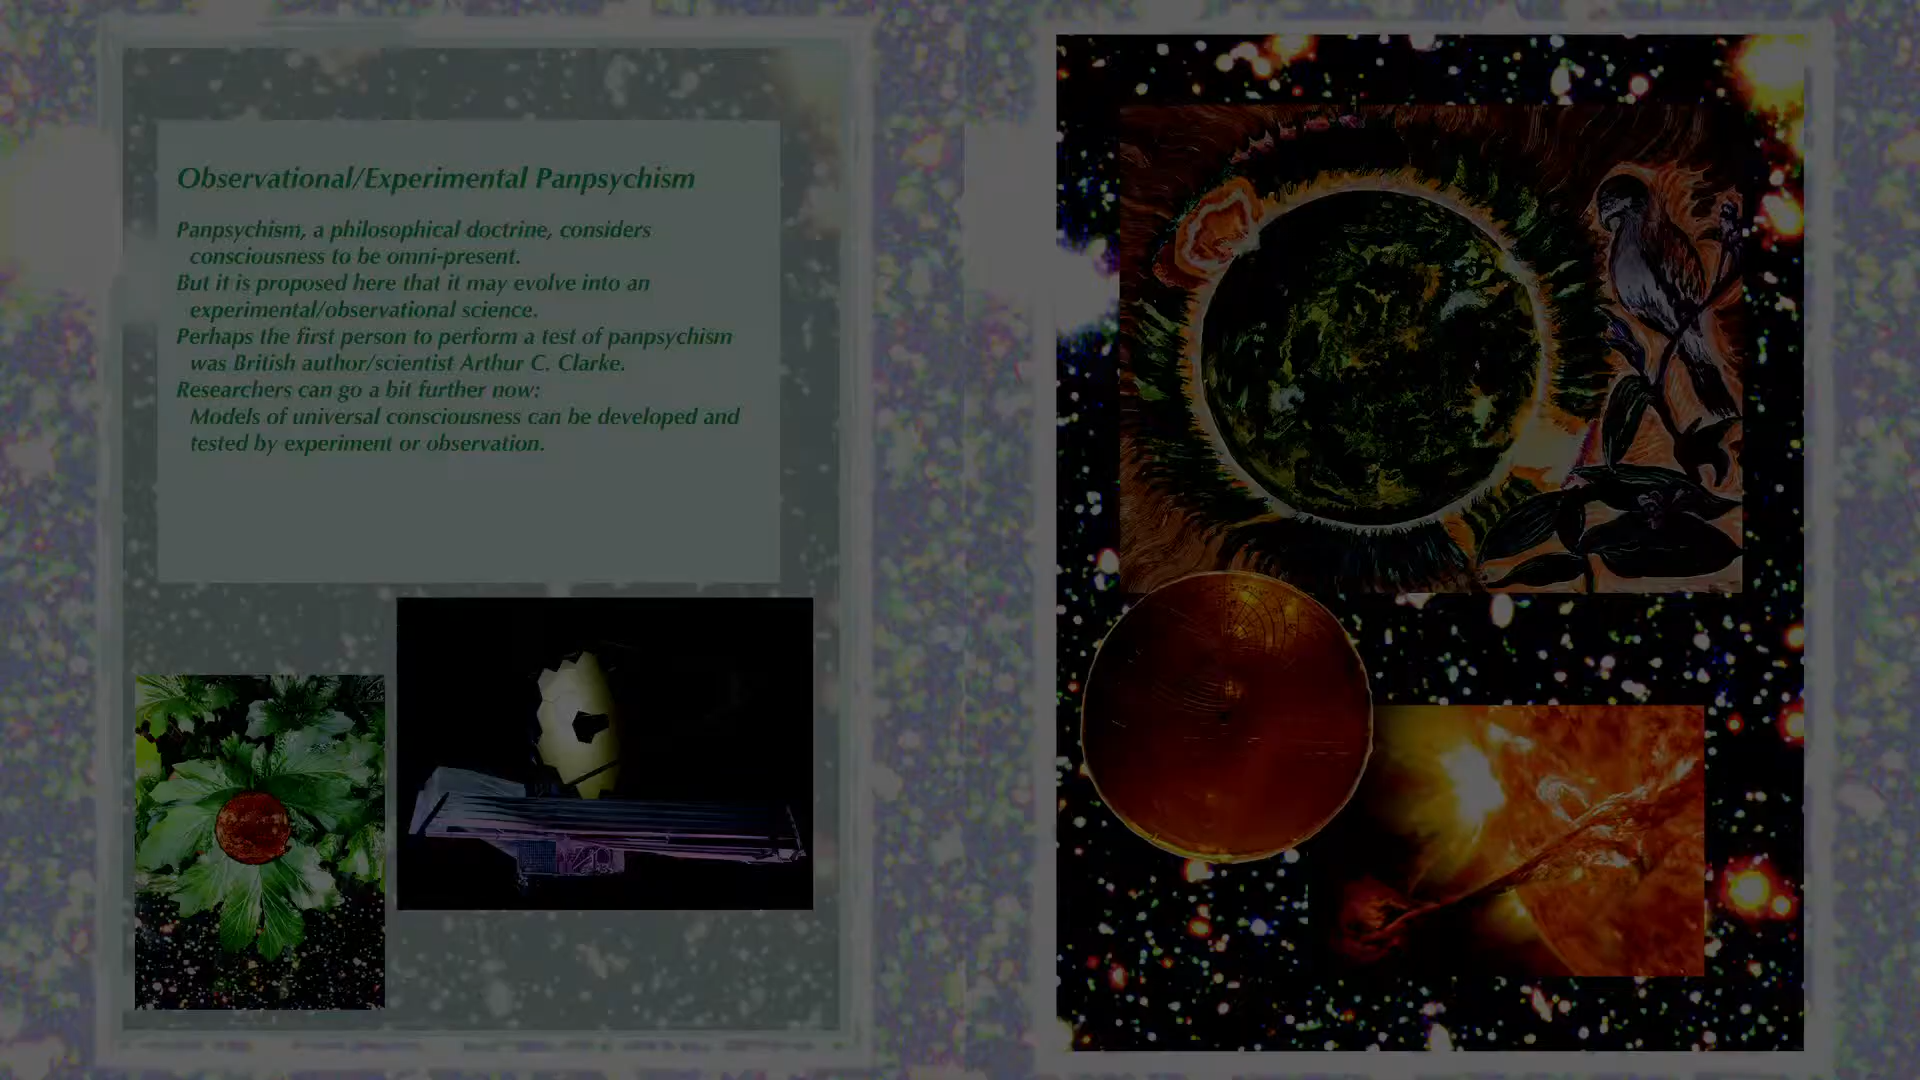 Observational/Experimental Panpsychism
Panpsychism, a philosophical doctrine, considers
consciousness to be omni-present.
But it is proposed here that it may evolve into an
experimental/observational science.
Perhaps the first person to perform a test of panpsychism
was British author/scientist Arthur C. Clarke.
Researchers can go a bit further now:
Models of universal consciousness can be developed and
tested by experiment or observation.